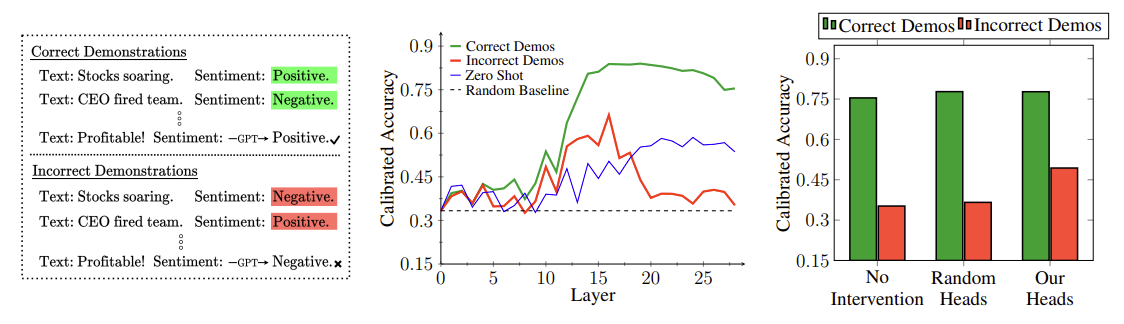 Correct Demonstrations
Text: Stocks soaring. Sentiment: Positive.
Text: CEO fired team. Sentiment: Negative.
Text: Profitable! Sentiment: –GPT→ Positive.✓
Incorrect Demonstrations
Text: Stocks soaring. Sentiment: Negative.
Text: CEO fired team. Sentiment: Positive.
Text: Profitable! Sentiment: –GPT→ Negative.✗
Calibrated Accuracy
0.9
0.75
0.6
0.45
0.3
0.15
Correct Demos
Incorrect Demos
Zero Shot
Random Baseline
0 5 10 15 20 25
Layer
Correct Demos Incorrect Demos
Calibrated Accuracy
0.9
0.75
0.6
0.45
0.3
0.15
No Intervention
Random Heads
Our Heads